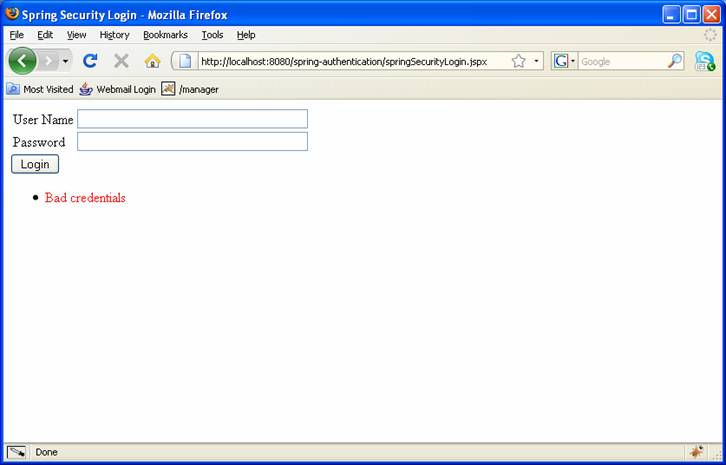 Spring Security Login - Mozilla Firefox
File Edit View History Bookmarks Tools Help
http://localhost:8080/spring-authentication/springSecurityLogin.jspx G Google
Most Visited Webmail Login /manager
User Name
Password
Login
Bad credentials
Done